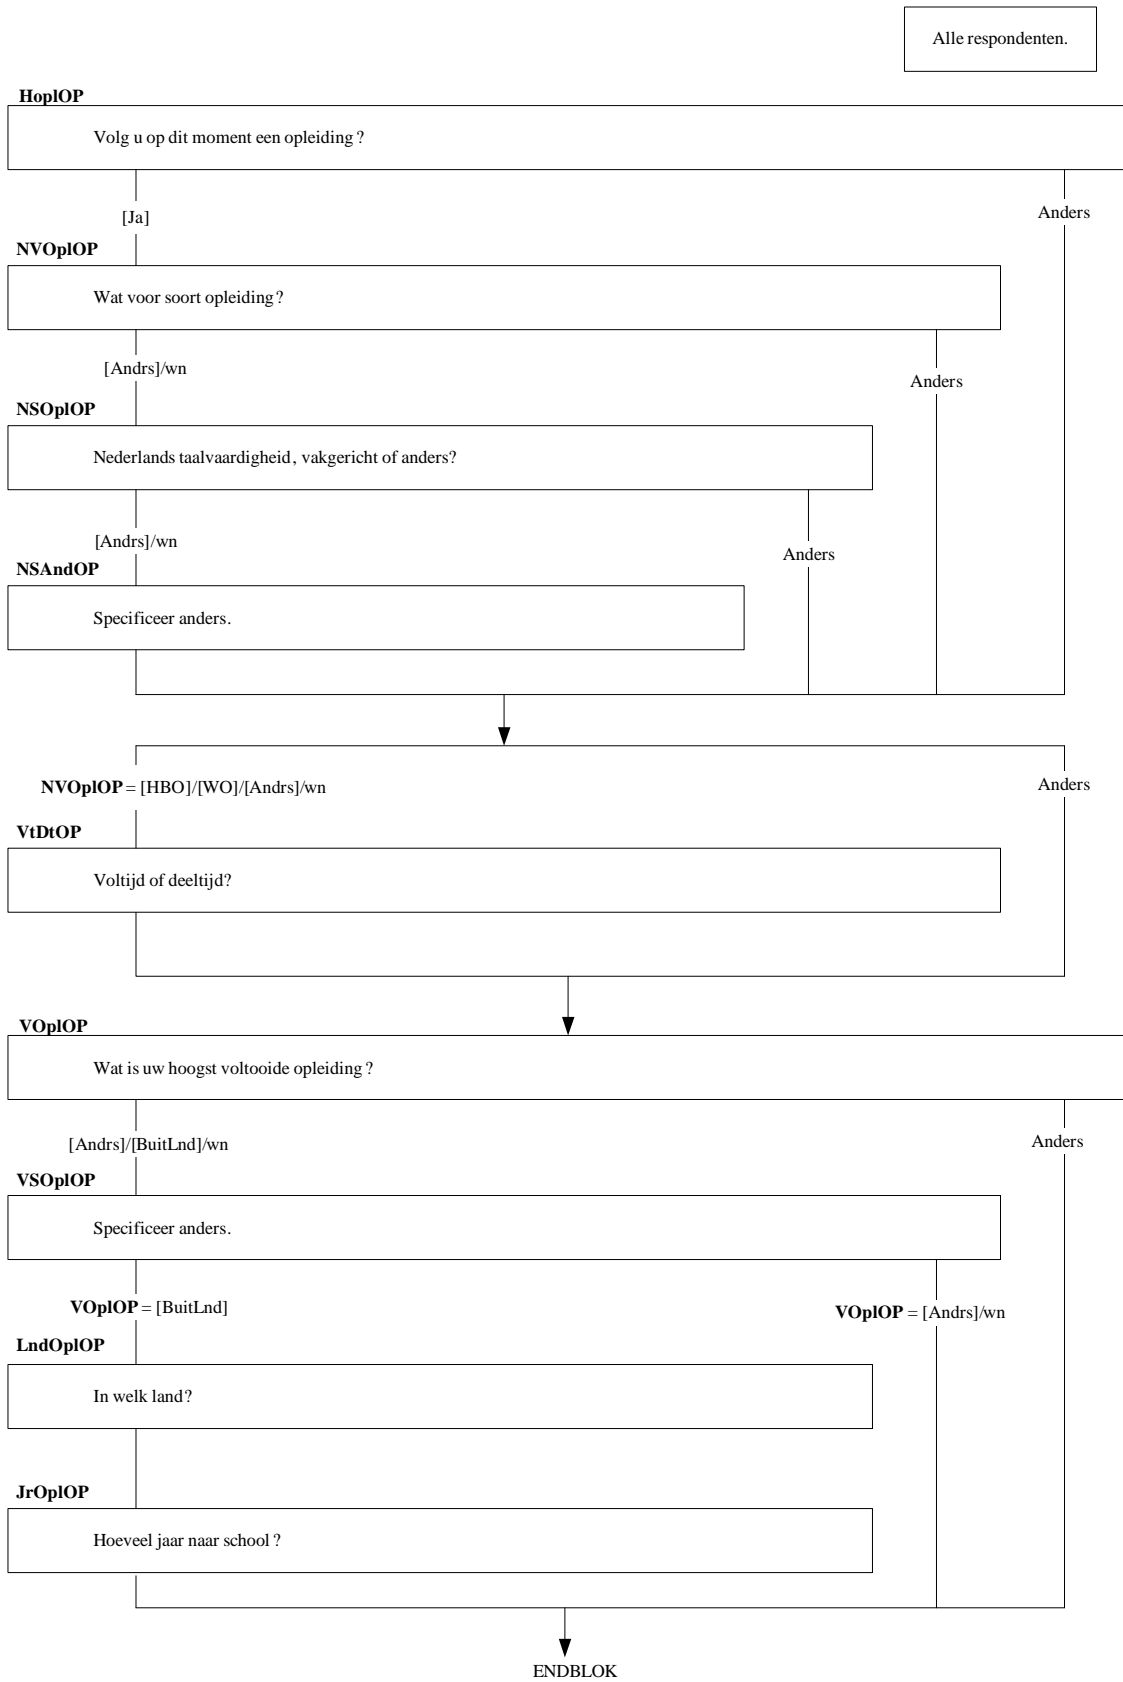 Alle respondenten.
HoplOP
Volg u op dit moment een opleiding?
[Ja]
Anders
NVOplOP
Wat voor soort opleiding?
[Andrs]/wn
Anders
NSOplOP
Nederlands taalvaardigheid, vakgericht of anders?
[Andrs]/wn
Anders
NSAndOP
Specificeer anders.
NVOplOP = [HBO]/[WO]/[Andrs]/wn
Anders
VtDtOP
Voltijd of deeltijd?
VOplOP
Wat is uw hoogst voltooide opleiding?
[Andrs]/[BuitLnd]/wn
Anders
VSOplOP
Specificeer anders.
VOplOP = [BuitLnd]
VOplOP = [Andrs]/wn
LndOplOP
In welk land?
JrOplOP
Hoeveel jaar naar school?
ENDBLOK